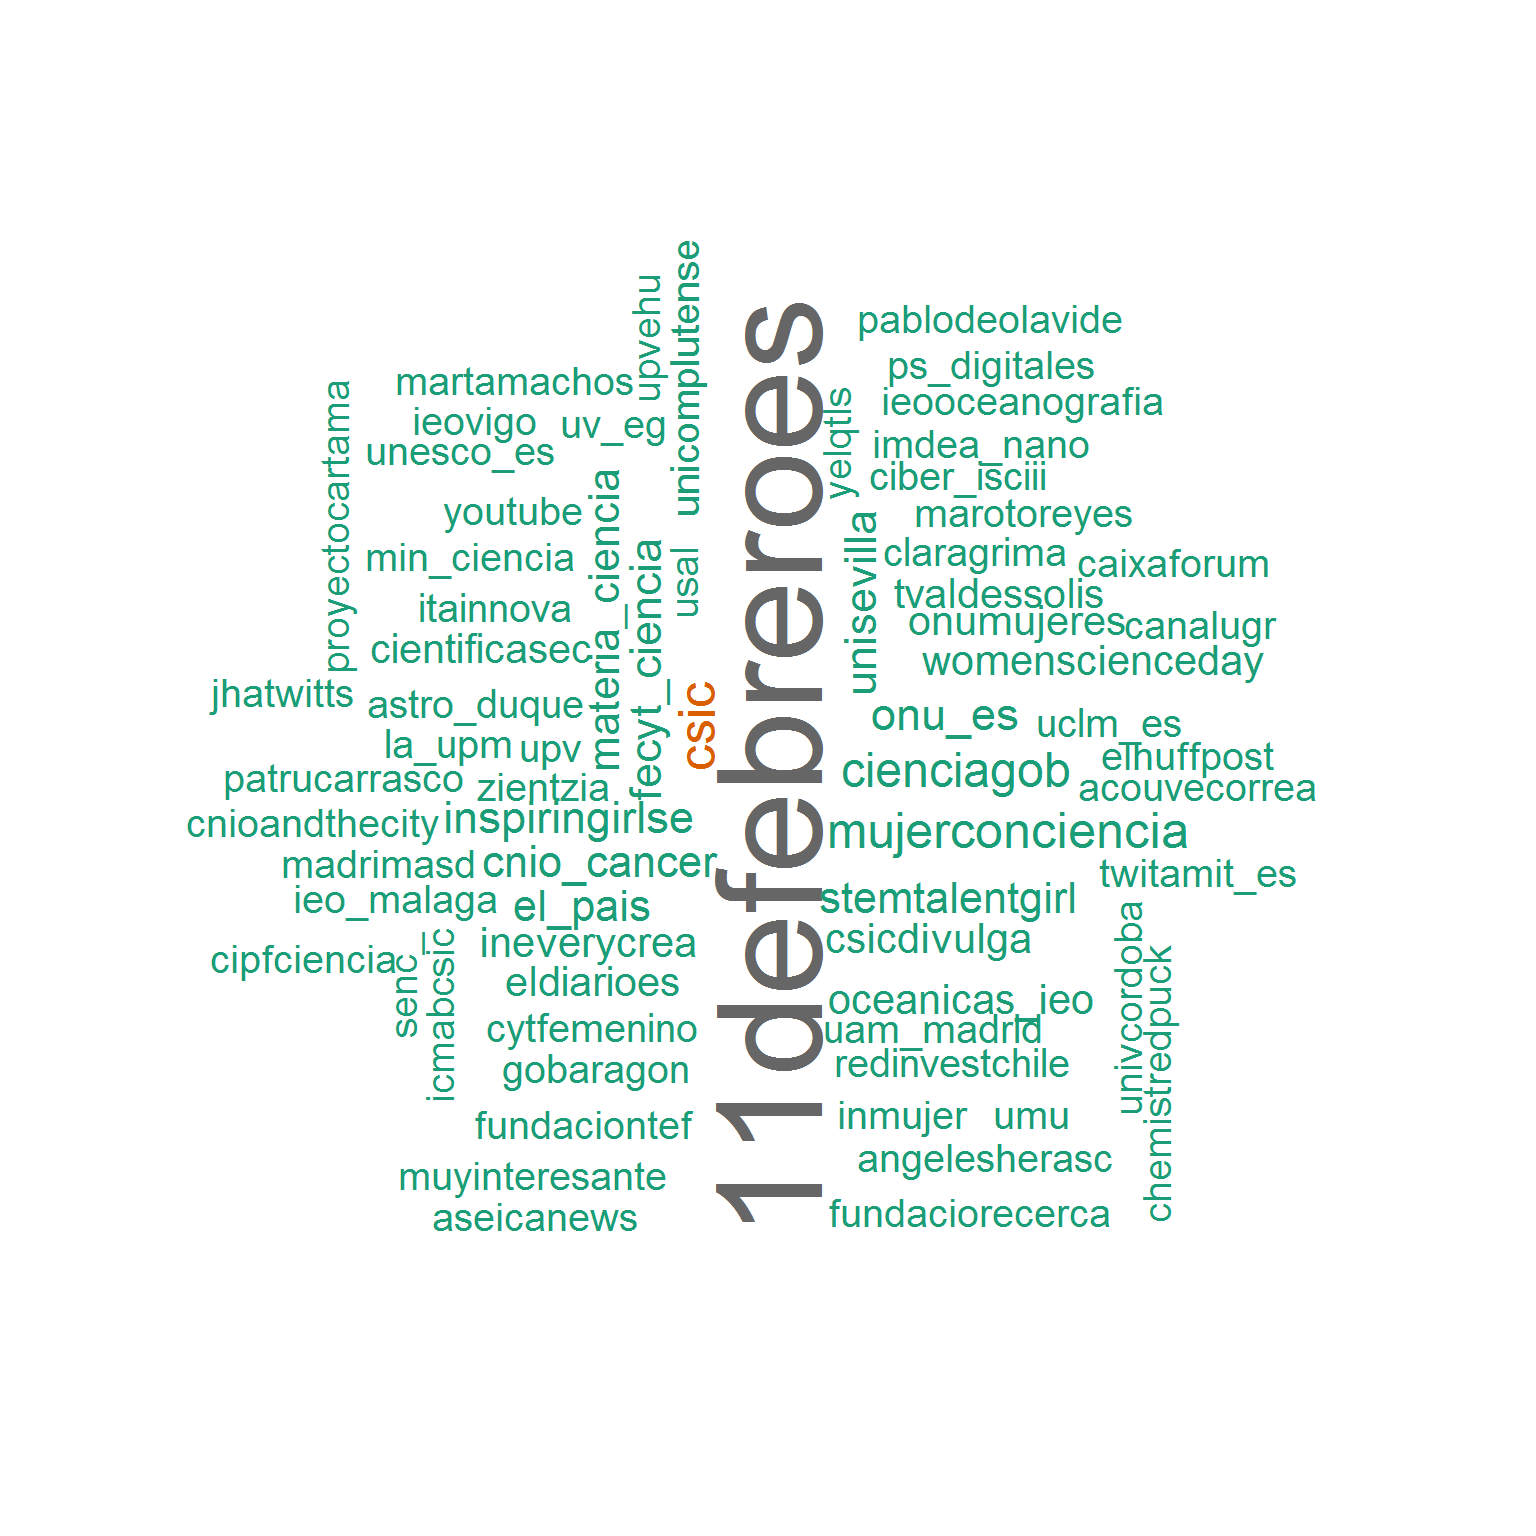 unicomplutense
upvehu
11defebreroes
pablodeolavide
ps_digitales
martamachos
proyectocartama
yelqtls
ieooceanografia
ieovigo
uv_eg
imdea_nano
unesco_es
ciber_isciii
materia_ciencia
youtube
marotoreyes
unisevilla
fecyt_ciencia
usal
min_ciencia
claragrima
caixaforum
itainnova
tvaldessolis
onumujeres
canalugr
cientificasec
womenscienceday
csic
jhatwitts
astro_duque
onu_es
uclm_es
la_upm
upv
elhuffpost
patrucarrasco
zientzia
cienciagob
acouvecorrea
cnioandthecity
inspiringirlse
mujerconciencia
madrimasd
cnio_cancer
twitamit_es
ieo_malaga
el_pais
stemtalentgirl
univcordoba
senc_
icmabcsic
ineverycrea
csicdivulga
chemistredpuck
cipfciencia
eldiarioes
oceanicas_ieo
cytfemenino
uam_madrid
gobaragon
redinvestchile
fundaciontef
inmujer
umu
angelesherasc
muyinteresante
aseicanews
fundaciorecerca